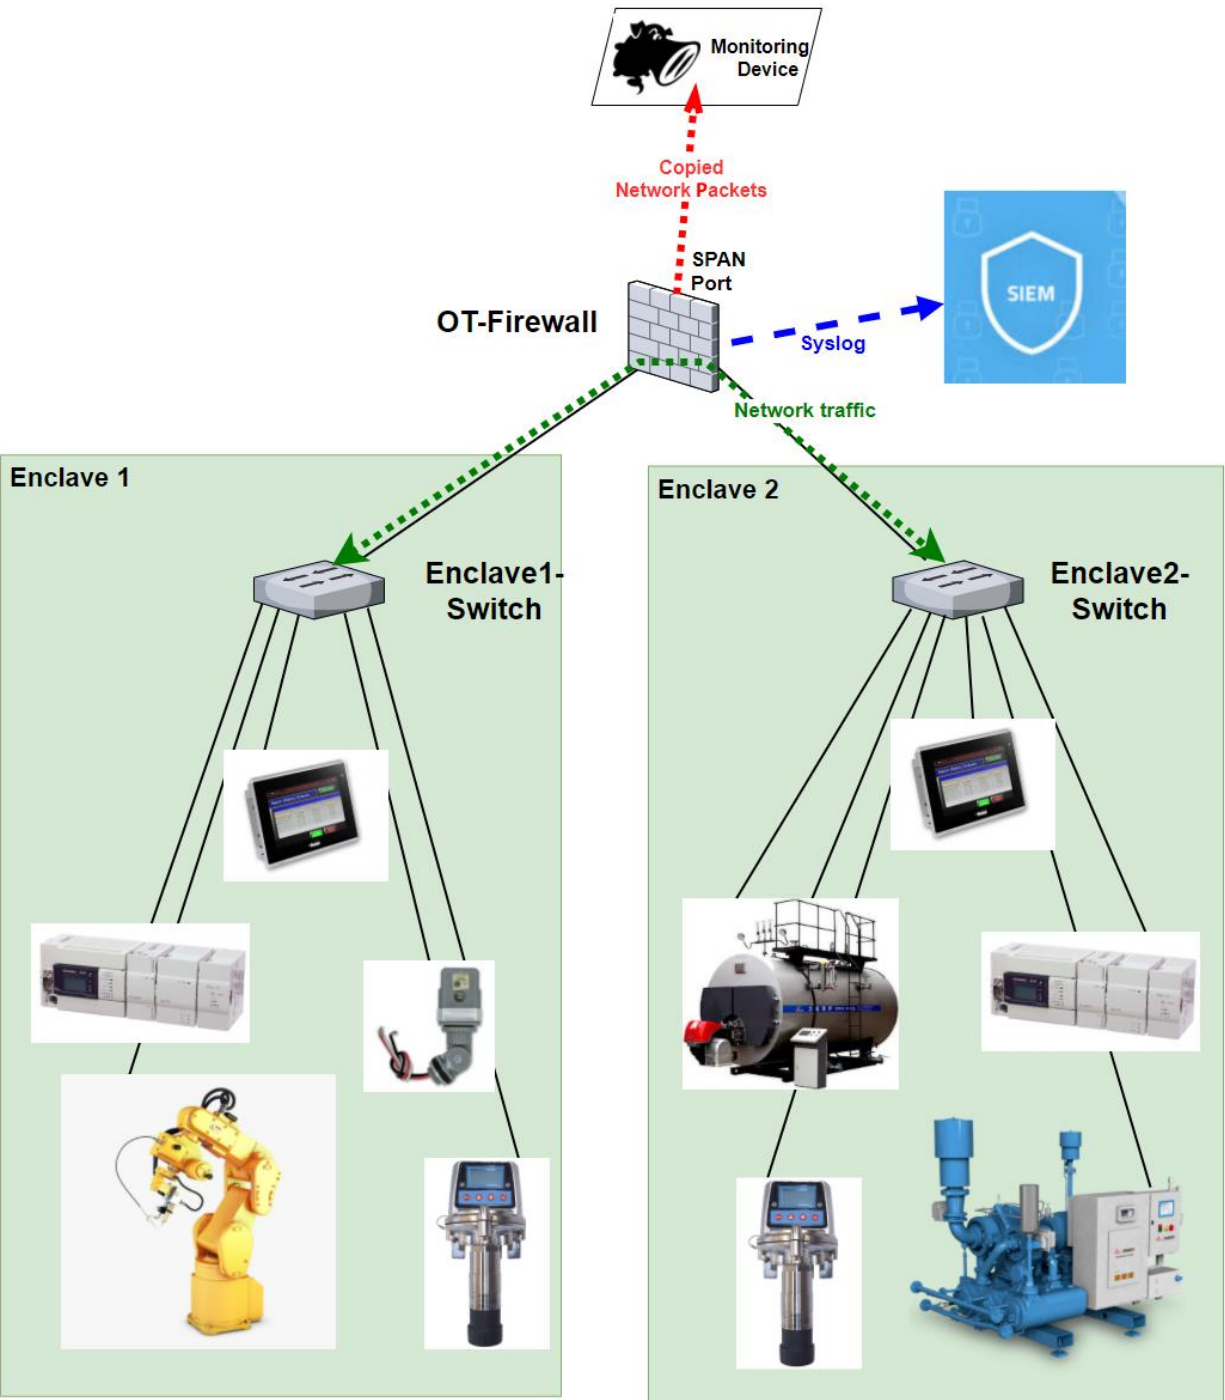 Monitoring
Device
Copied
Network Packets
SPAN
Port
OT-Firewall
SIEM
Syslog
Network traffic
Enclave 1
Enclave 2
Enclave1-
Switch
Enclave2-
Switch